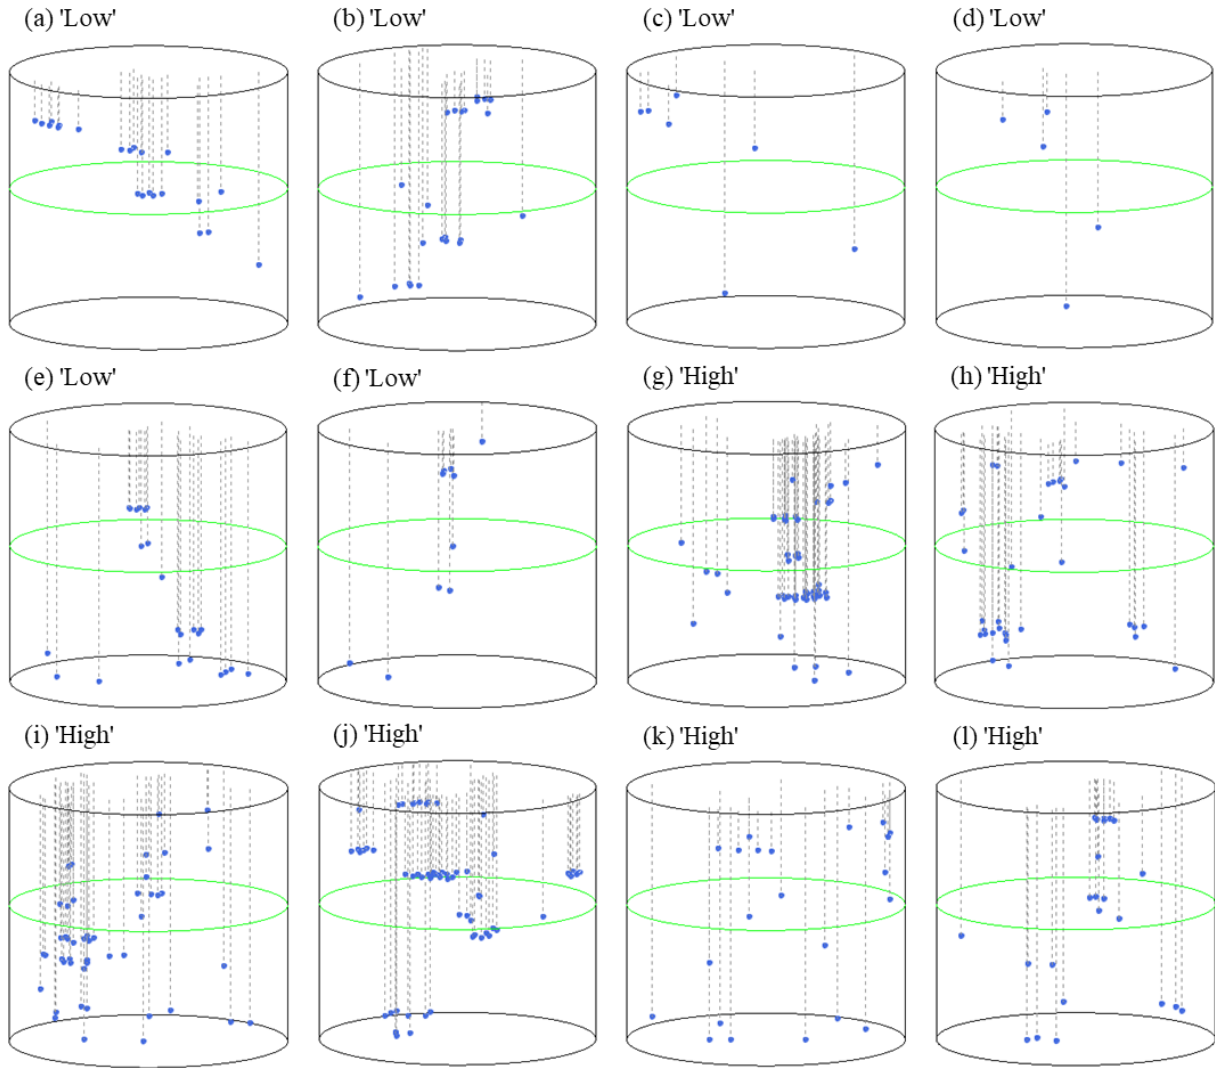 (a) 'Low' (b) 'Low' (c) 'Low' (d) 'Low'
(e) 'Low' (f) 'Low' (g) 'High' (h) 'High'
(i) 'High' (j) 'High' (k) 'High' (l) 'High'